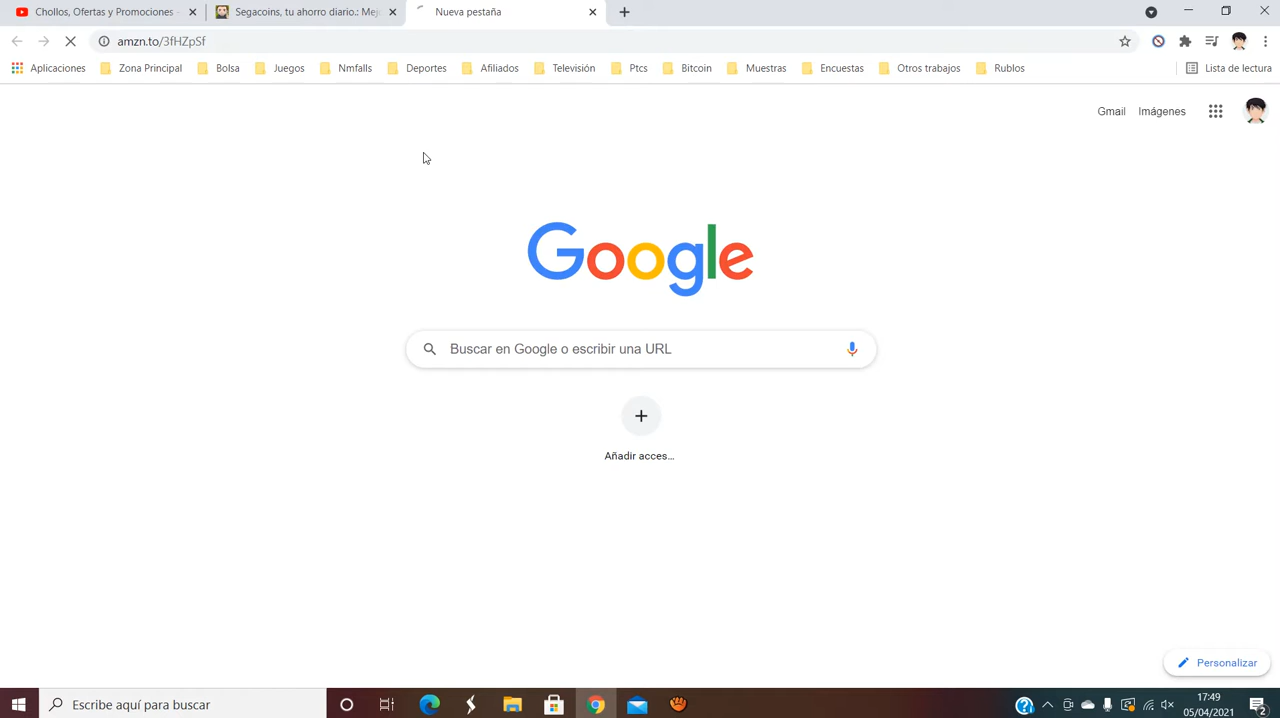 Chollos, Ofertas y Promociones -
Segacoins, tu ahorro diario.: Mej
Nueva pestaña
amzn.to/3fHZpSf
Aplicaciones Zona Principal Bolsa Juegos Nmfalls Deportes Afiliados Televisión Ptcs Bitcoin Muestras Encuestas Otros trabajos Rublos Lista de lectura
Gmail Imágenes
Google
Buscar en Google o escribir una URL
Añadir acces...
Personalizar
Escribe aquí para buscar
17:49
05/04/2021
2